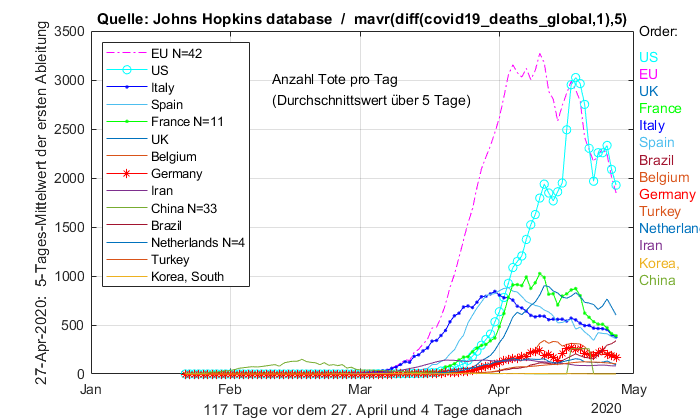 Quelle: Johns Hopkins database / mavr(diff(covid19_deaths_global,1),5)
Order:
27-Apr-2020: 5-Tages-Mittelwert der ersten Ableitung
3500
3000
2500
2000
1500
1000
500
0
EU N=42
US
Italy
Spain
France N=11
UK
Belgium
Germany
Iran
China N=33
Brazil
Netherlands N=4
Turkey
Korea, South
Anzahl Tote pro Tag
(Durchschnittswert über 5 Tage)
US
EU
UK
France
Italy
Spain
Brazil
Belgium
Germany
Turkey
Netherlan
Iran
Korea,
China
Jan
Feb
Mar
Apr
May
2020
117 Tage vor dem 27. April und 4 Tage danach